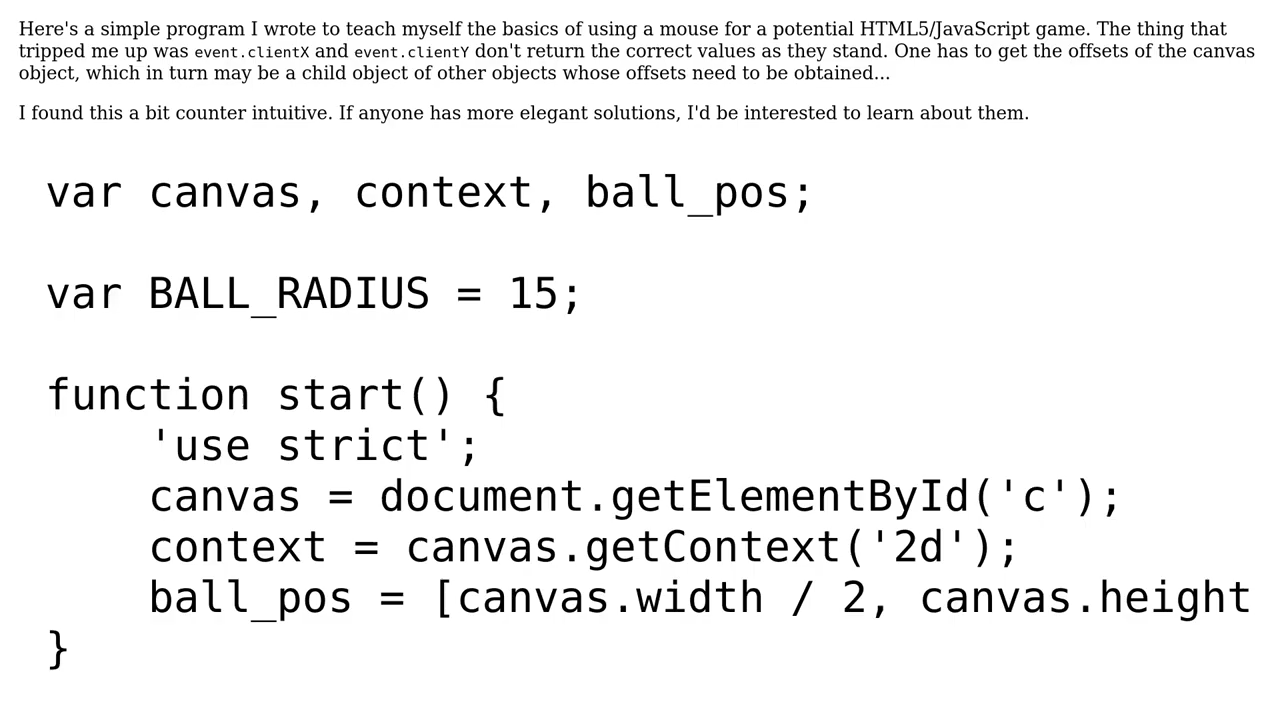 Here's a simple program I wrote to teach myself the basics of using a mouse for a potential HTML5/JavaScript game. The thing that
tripped me up was event.clientX and event.clientY don't return the correct values as they stand. One has to get the offsets of the canvas
object, which in turn may be a child object of other objects whose offsets need to be obtained...
I found this a bit counter intuitive. If anyone has more elegant solutions, I'd be interested to learn about them.
var canvas, context, ball_pos;
var BALL_RADIUS = 15;
function start() {
    'use strict';
    canvas = document.getElementById('c');
    context = canvas.getContext('2d');
    ball_pos = [canvas.width / 2, canvas.height
}